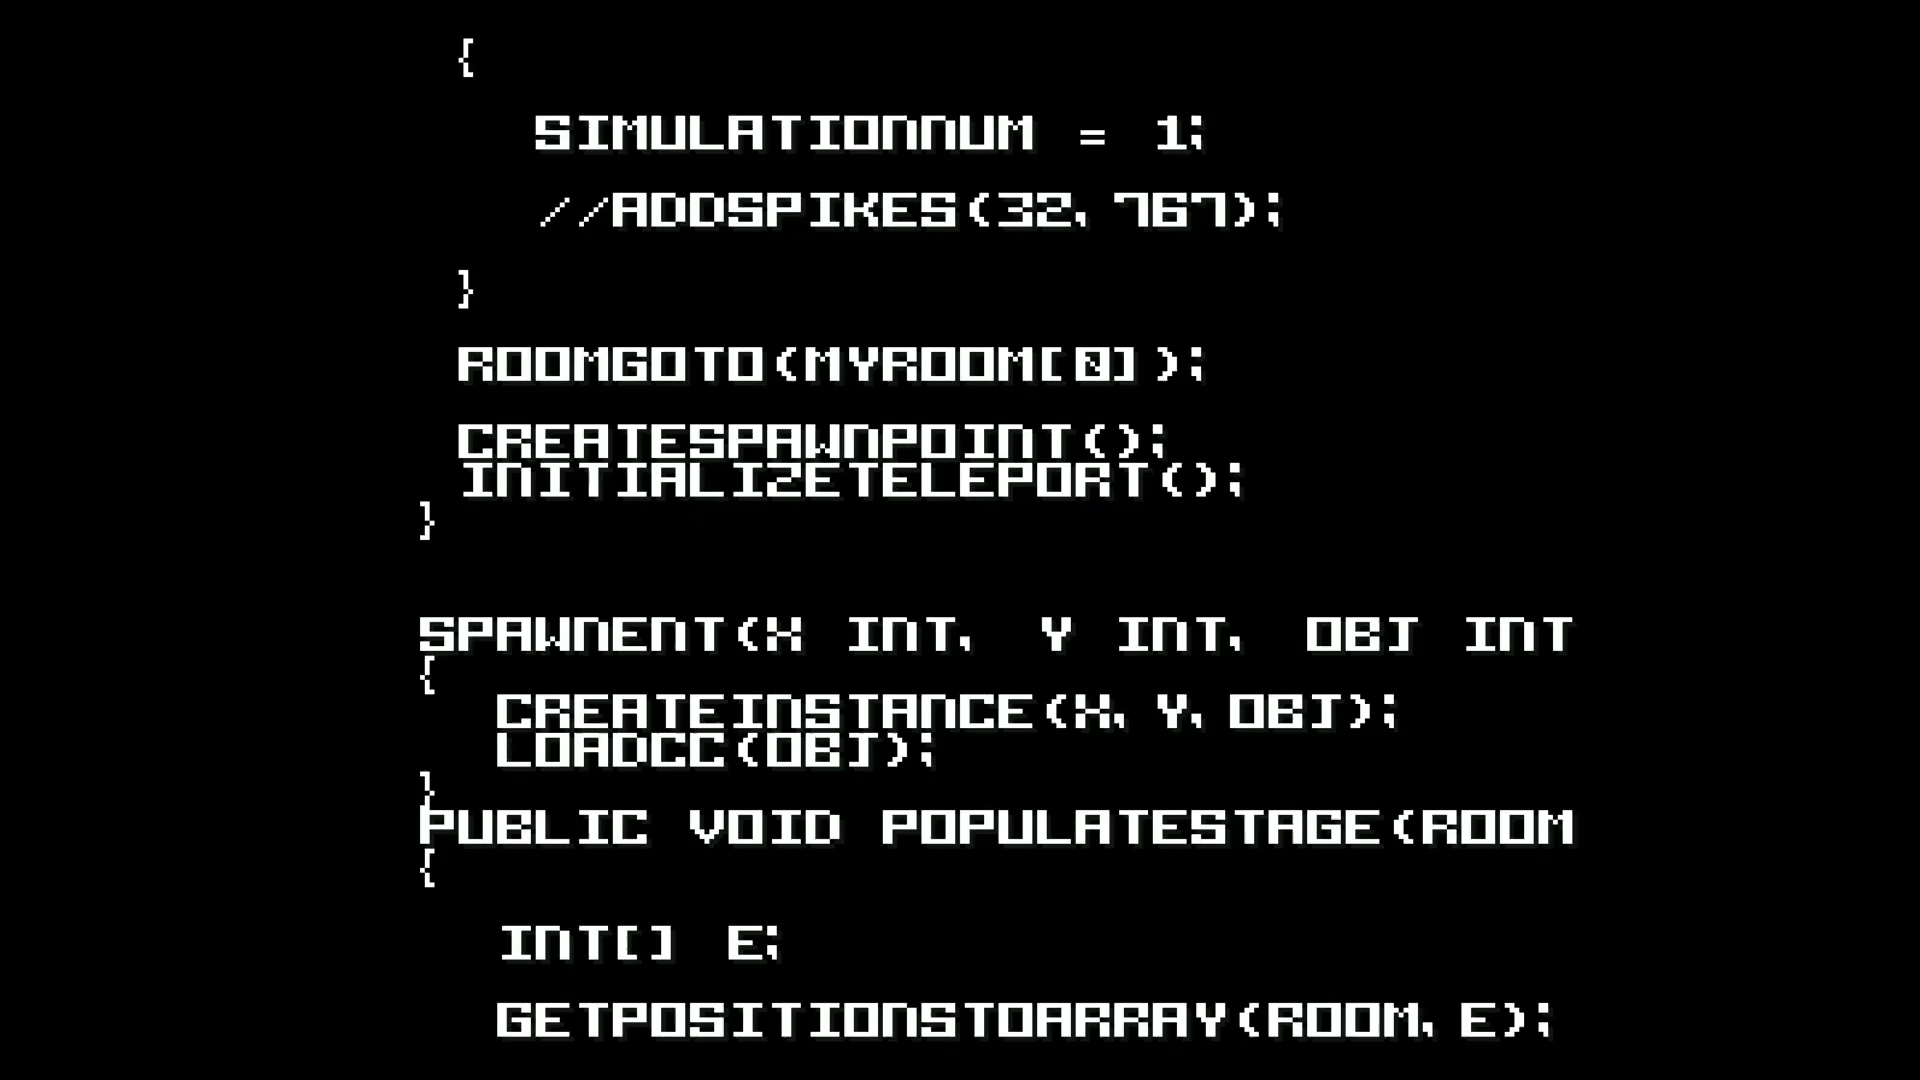 {
SIMULATIONNUM = 1;
//ADDSPIKES(32, 767);
}
ROOMGOTO(MYROOM[0]);
CREATESPAWNPOINT();
INITIALIZETELEPORT();
}
SPAWNENT(X INT, Y INT, OBJ INT
{
CREATEINSTANCE(X, Y, OBJ);
LOADCC(OBJ);
}
PUBLIC VOID POPULATESTAGE(ROOM
{
INT[] E;
GETPOSITIONSTOARRAY(ROOM, E);